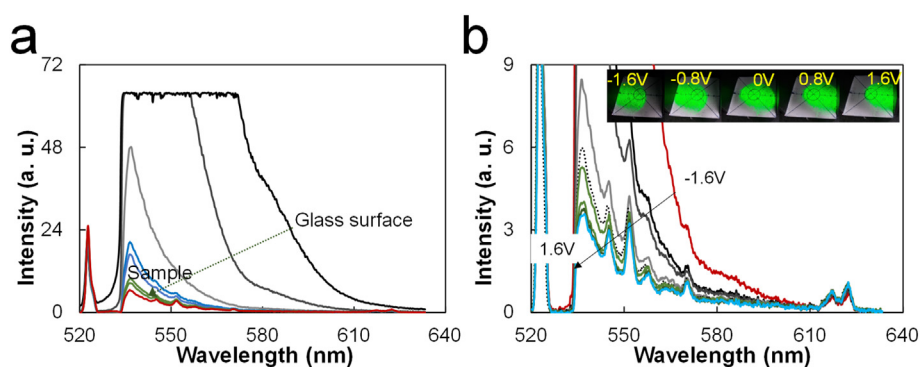 a
72
48
24
0
Intensity (a. u.)
Glass surface
Sample
520
550
580
610
640
Wavelength (nm)
b
9
6
3
0
Intensity (a. u.)
-1.6V
-0.8V
0V
0.8V
1.6V
-1.6V
1.6V
520
550
580
610
640
Wavelength (nm)